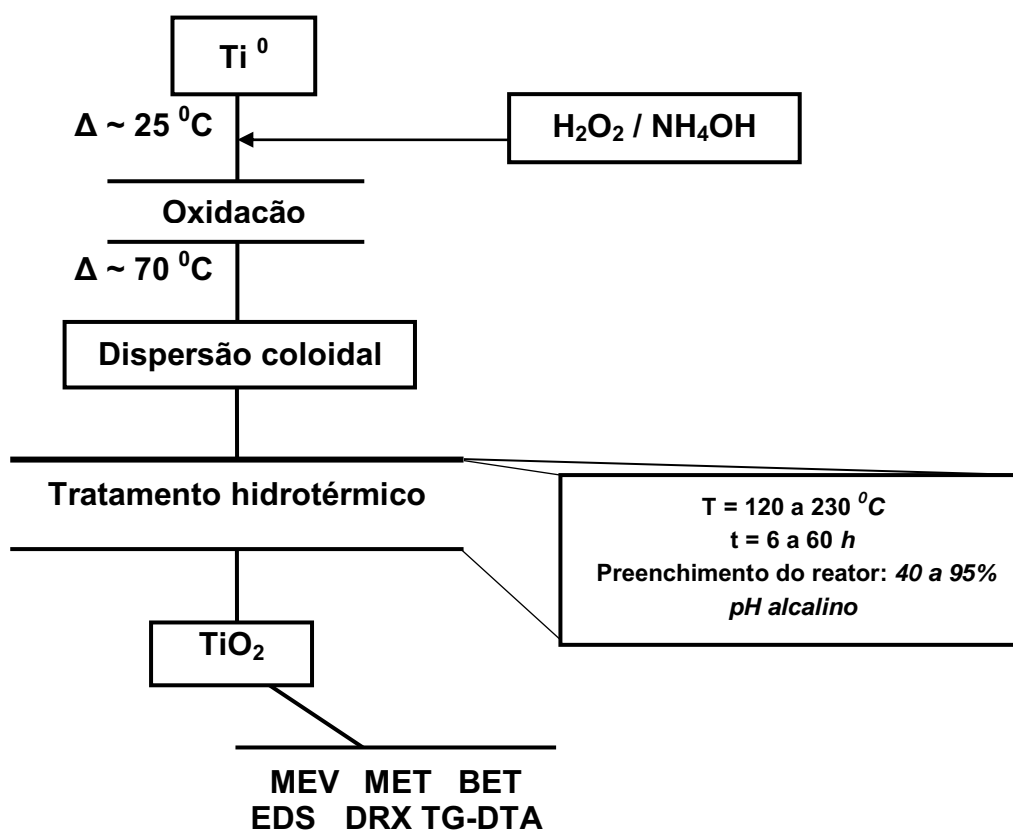 Ti ⁰
Δ ~ 25 ⁰C
H₂O₂ / NH₄OH
Oxidacão
Δ ~ 70 ⁰C
Dispersão coloidal
Tratamento hidrotérmico
T = 120 a 230 ⁰C
t = 6 a 60 h
Preenchimento do reator: 40 a 95%
pH alcalino
TiO₂
MEV MET BET
EDS DRX TG-DTA